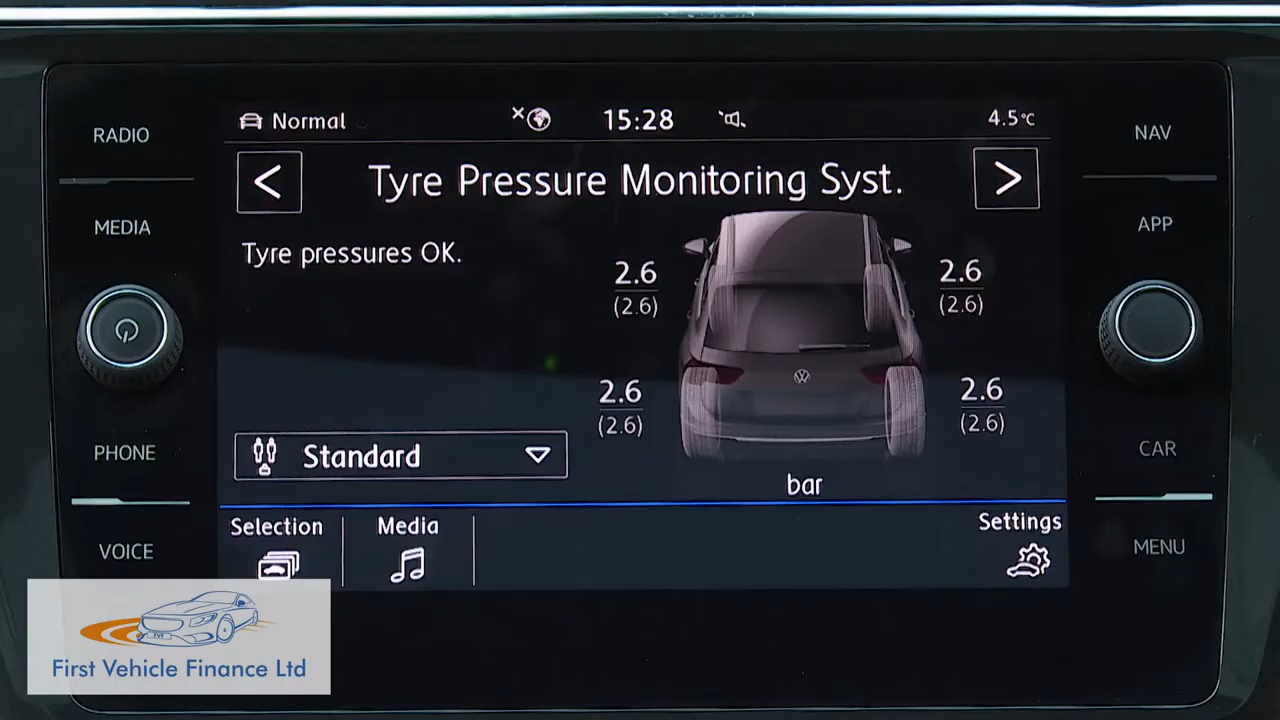 RADIO
MEDIA
PHONE
VOICE
Normal
15:28
4.5°C
<
Tyre Pressure Monitoring Syst.
>
Tyre pressures OK.
2.6
(2.6)
2.6
(2.6)
2.6
(2.6)
2.6
(2.6)
bar
Standard
Selection
Media
Settings
NAV
APP
CAR
MENU
FVF
First Vehicle Finance Ltd